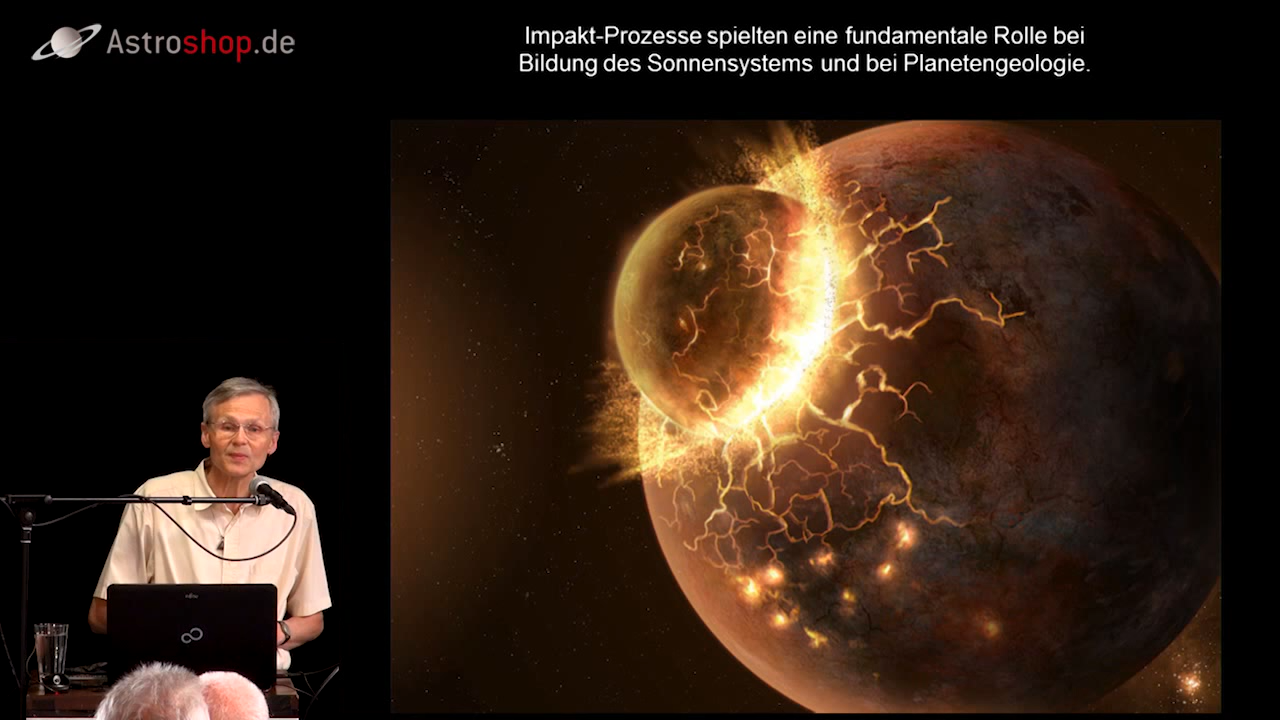 Astroshop.de
Impakt-Prozesse spielten eine fundamentale Rolle bei
Bildung des Sonnensystems und bei Planetengeologie.